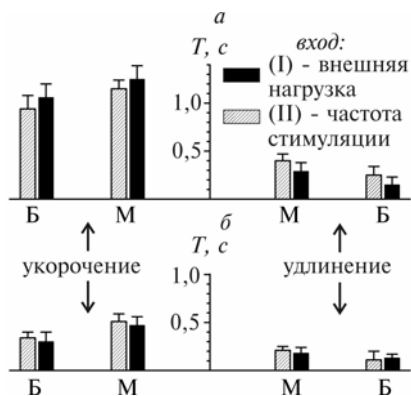 а
вход:
T, с
(I) - внешняя
нагрузка
1,0
(II) - частота
стимуляции
0,5
Б М М Б
б
T, с
укорочение удлинение
1,0
0,5
Б М М Б